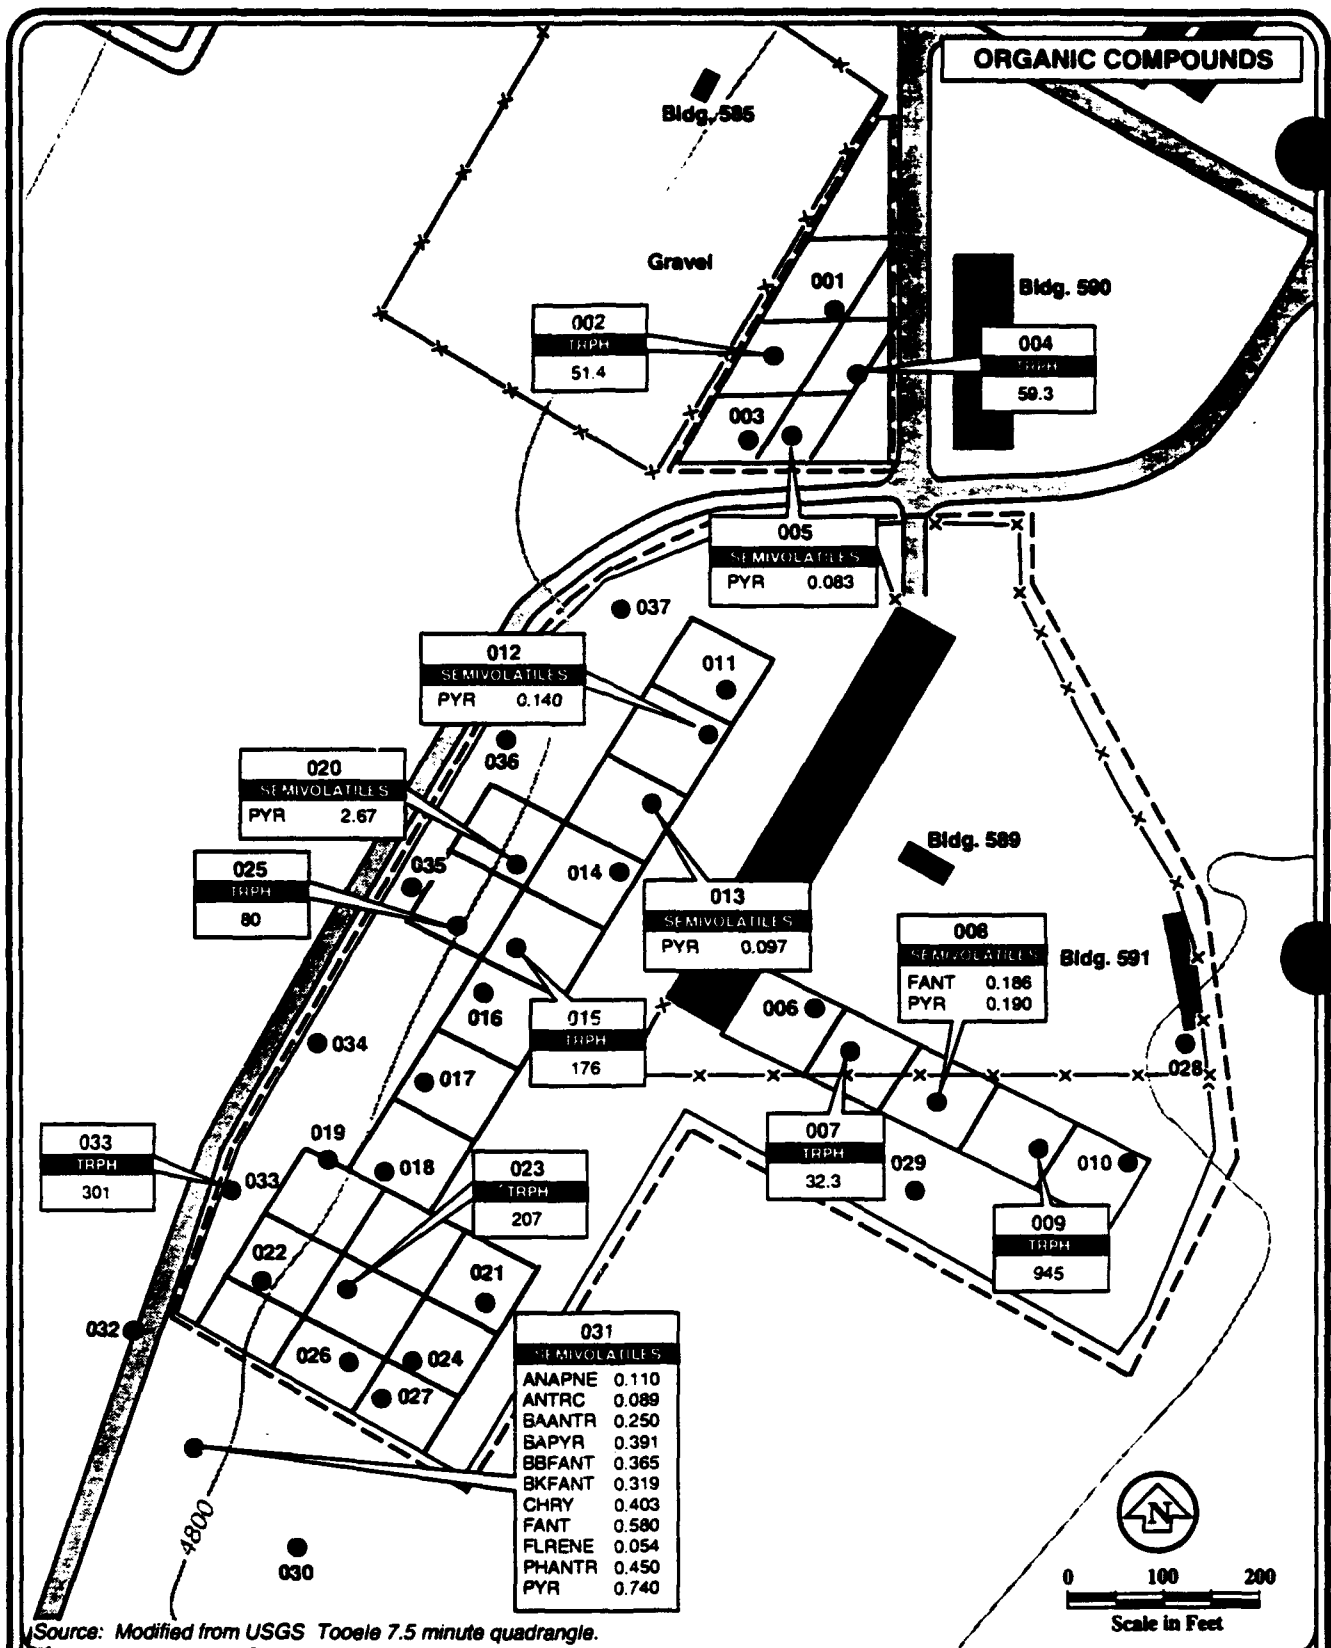 ORGANIC COMPOUNDS
Bldg. 585
Gravel
001
Bldg. 590
002
TRPH
51.4
004
TRPH
59.3
003
005
SEMIVOLATILES
PYR 0.083
037
012
SEMIVOLATILES
PYR 0.140
011
036
020
SEMIVOLATILES
PYR 2.67
Bldg. 589
035
014
025
TRPH
80
013
SEMIVOLATILES
PYR 0.097
008
SEMIVOLATILES
FANT 0.186
PYR 0.190
Bldg. 591
006
016
015
TRPH
176
034
028
017
033
TRPH
301
019
018
033
023
TRPH
207
007
TRPH
32.3
029
010
009
TRPH
945
022
021
032
026
024
027
031
SEMIVOLATILES
ANAPNE 0.110
ANTRC 0.089
BAANTR 0.250
BAPYR 0.391
BBFANT 0.365
BKFANT 0.319
CHRY 0.403
FANT 0.580
FLRENE 0.054
PHANTR 0.450
PYR 0.740
4800
030
N
0 100 200
Scale in Feet
Source: Modified from USGS Tooele 7.5 minute quadrangle.